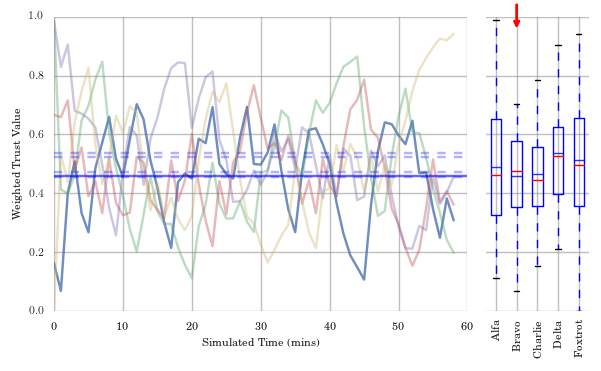 Weighted Trust Value
1.0
0.8
0.6
0.4
0.2
0.0
0 10 20 30 40 50 60
Simulated Time (mins)
Alfa
Bravo
Charlie
Delta
Foxtrot